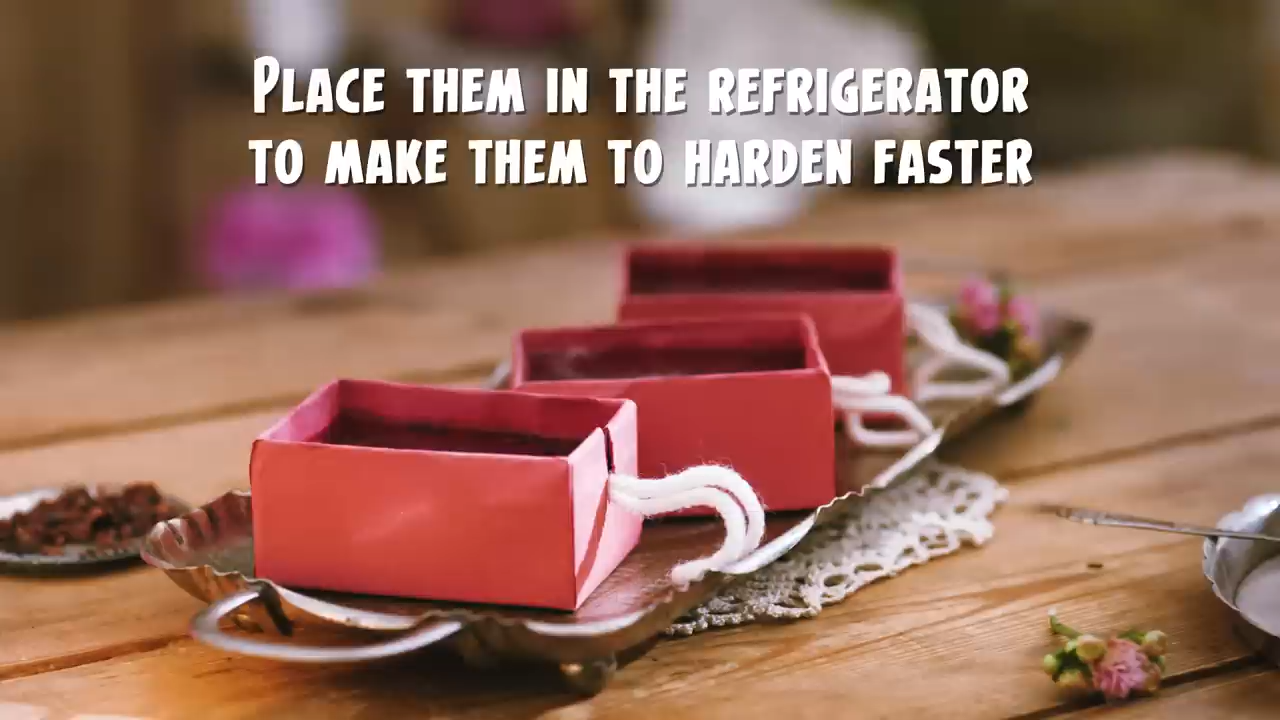 Place them in the refrigerator
to make them to harden faster